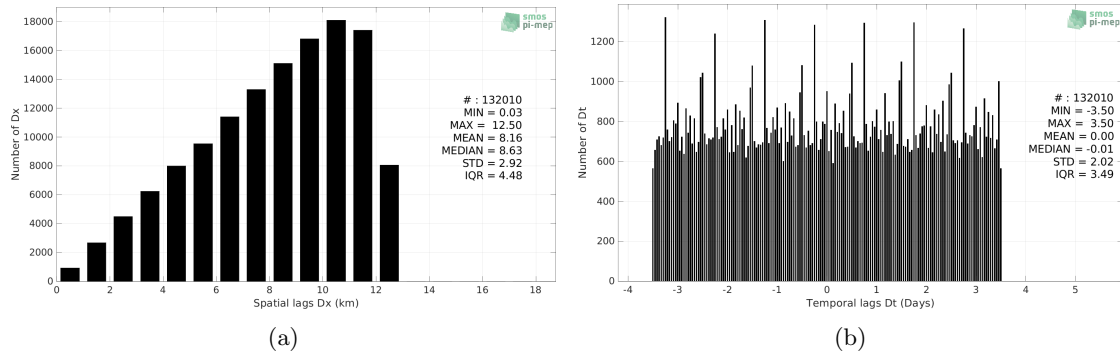 smos
pi-mep
18000
16000
14000
12000
10000
8000
6000
4000
2000
0
Number of Dx
# : 132010
MIN = 0.03
MAX = 12.50
MEAN = 8.16
MEDIAN = 8.63
STD = 2.92
IQR = 4.48
0 2 4 6 8 10 12 14 16 18
Spatial lags Dx (km)
(a)
smos
pi-mep
1200
1000
800
600
400
200
0
Number of Dt
# : 132010
MIN = -3.50
MAX = 3.50
MEAN = 0.00
MEDIAN = -0.01
STD = 2.02
IQR = 3.49
-4 -3 -2 -1 0 1 2 3 4 5
Temporal lags Dt (Days)
(b)